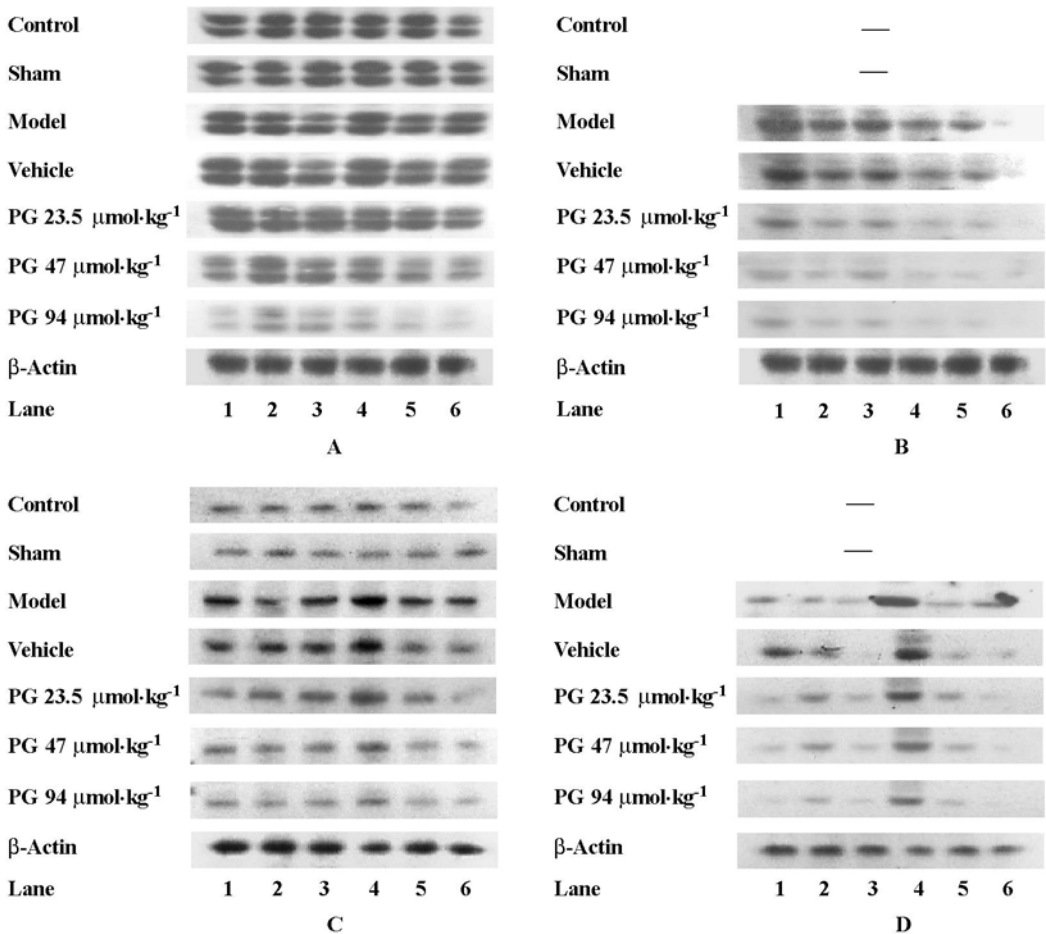 Control
Sham
Model
Vehicle
PG 23.5 µmol·kg⁻¹
PG 47 µmol·kg⁻¹
PG 94 µmol·kg⁻¹
β-Actin
Lane 1 2 3 4 5 6
A
Control —
Sham —
Model
Vehicle
PG 23.5 µmol·kg⁻¹
PG 47 µmol·kg⁻¹
PG 94 µmol·kg⁻¹
β-Actin
Lane 1 2 3 4 5 6
B
Control
Sham
Model
Vehicle
PG 23.5 µmol·kg⁻¹
PG 47 µmol·kg⁻¹
PG 94 µmol·kg⁻¹
β-Actin
Lane 1 2 3 4 5 6
C
Control —
Sham —
Model
Vehicle
PG 23.5 µmol·kg⁻¹
PG 47 µmol·kg⁻¹
PG 94 µmol·kg⁻¹
β-Actin
Lane 1 2 3 4 5 6
D